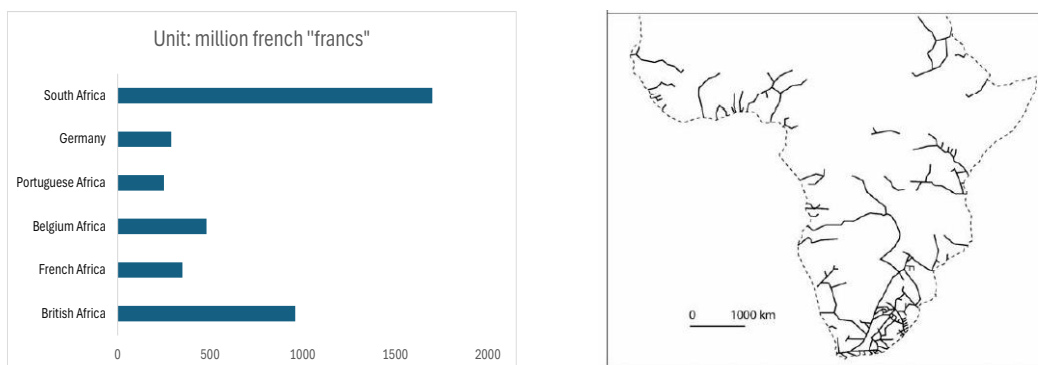 Unit: million french "francs"
South Africa
Germany
Portuguese Africa
Belgium Africa
French Africa
British Africa
0 500 1000 1500 2000
0 1000 km